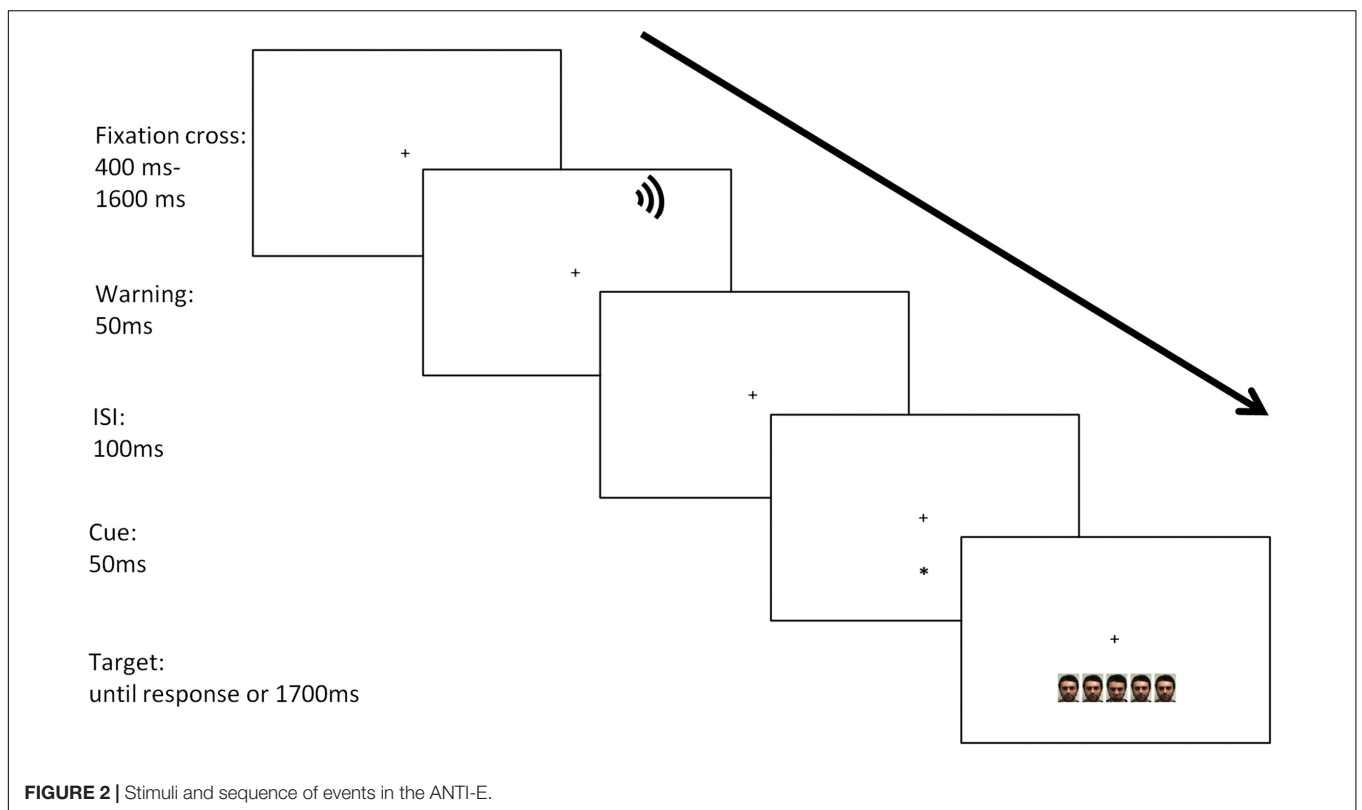 Fixation cross:
400 ms-
1600 ms
Warning:
50ms
ISI:
100ms
Cue:
50ms
*
Target:
until response or 1700ms
FIGURE 2 | Stimuli and sequence of events in the ANTI-E.